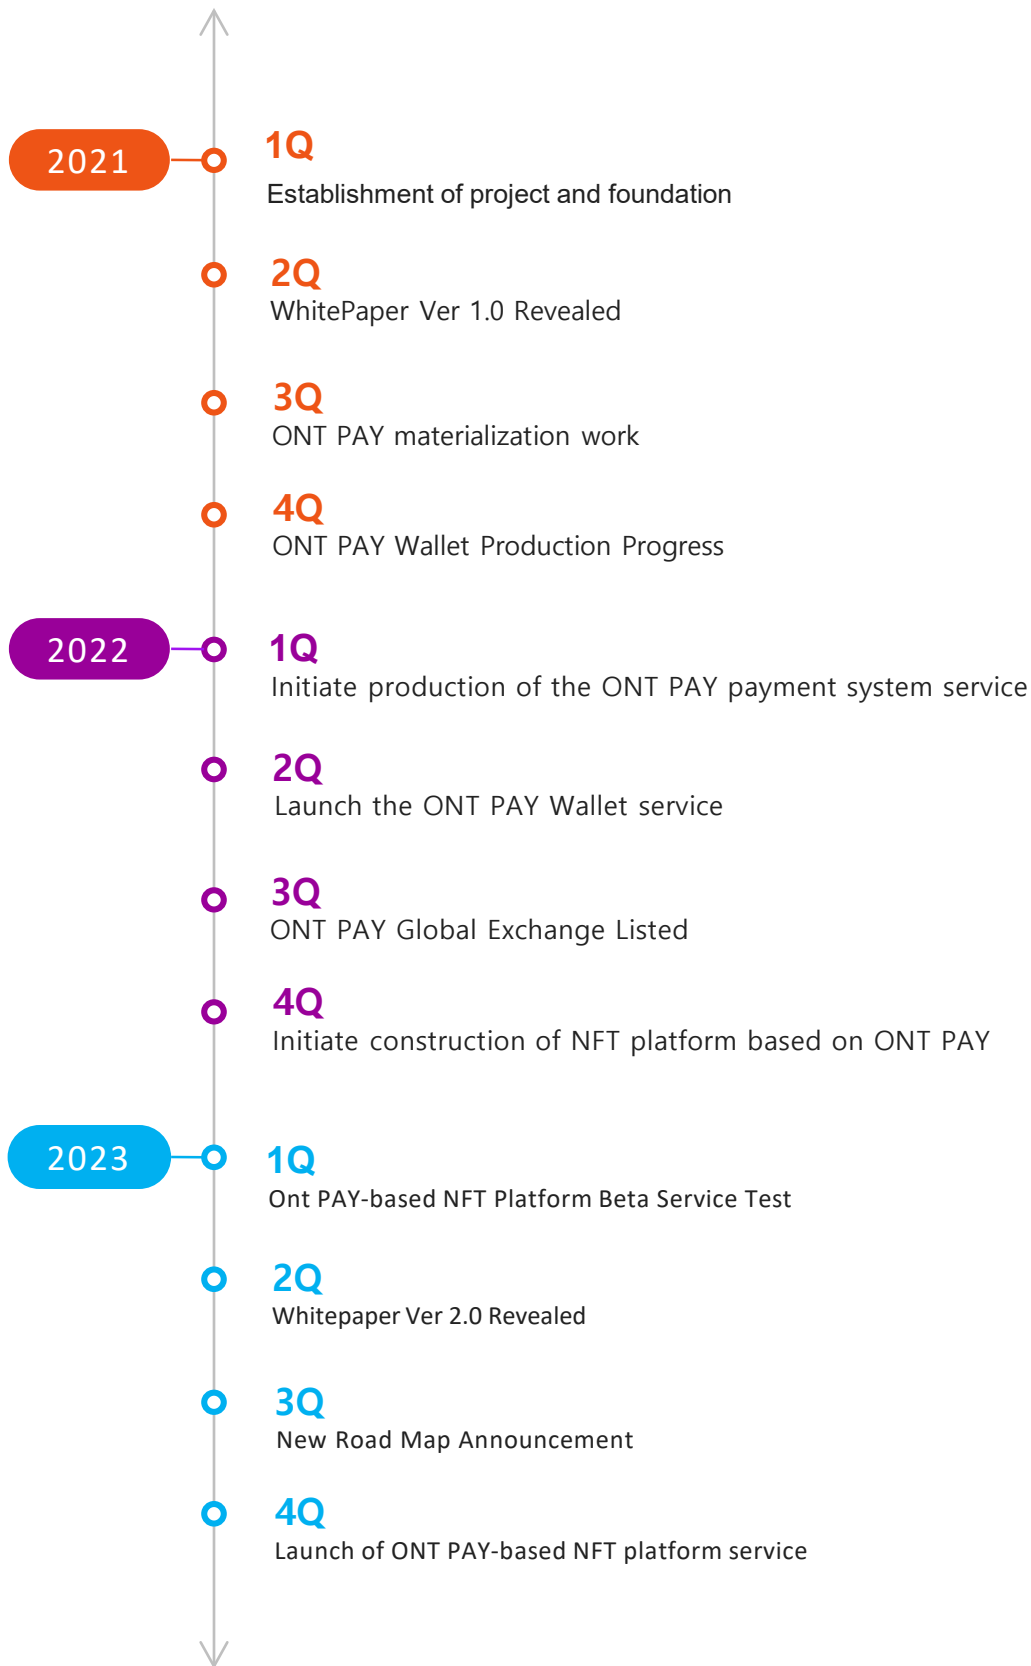 2021
1Q
Establishment of project and foundation
2Q
WhitePaper Ver 1.0 Revealed
3Q
ONT PAY materialization work
4Q
ONT PAY Wallet Production Progress
2022
1Q
Initiate production of the ONT PAY payment system service
2Q
Launch the ONT PAY Wallet service
3Q
ONT PAY Global Exchange Listed
4Q
Initiate construction of NFT platform based on ONT PAY
2023
1Q
Ont PAY-based NFT Platform Beta Service Test
2Q
Whitepaper Ver 2.0 Revealed
3Q
New Road Map Announcement
4Q
Launch of ONT PAY-based NFT platform service